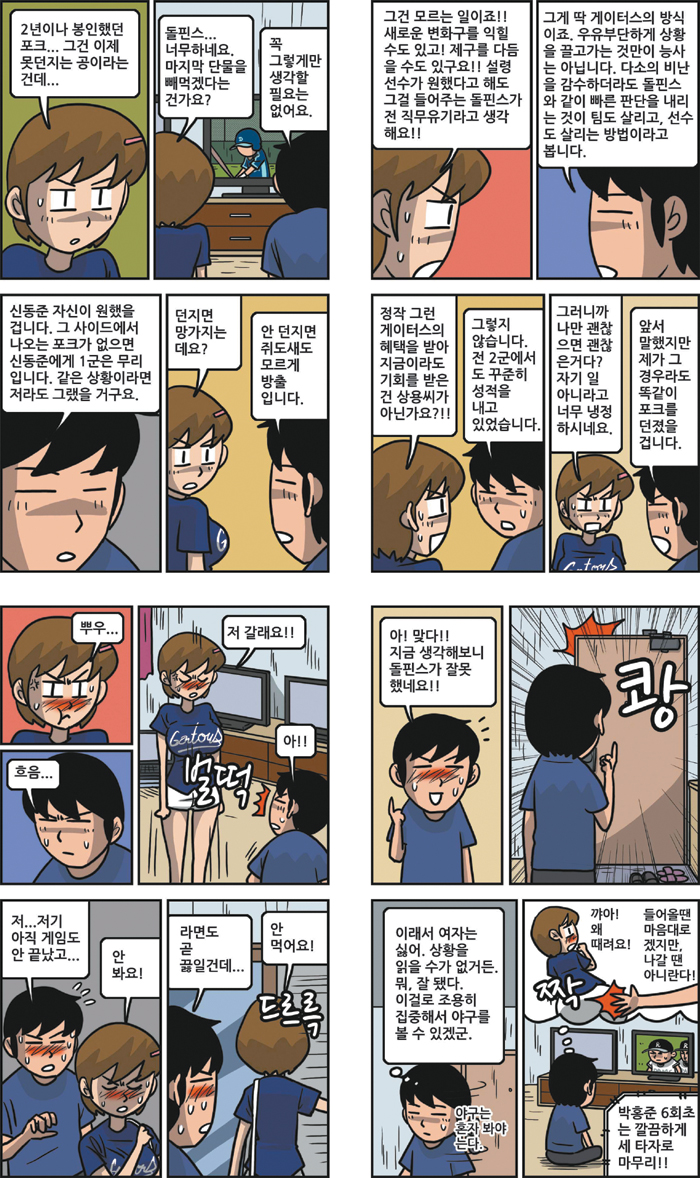 2년이나 봉인했던
포크... 그건 이제
못던지는 공이라는
건데...
돌핀스...
너무하네요.
마지막 단물을
빼먹겠다는
건가요?
꼭
그렇게만
생각할
필요는
없어요.
신동준 자신이 원했을
겁니다. 그 사이드에서
나오는 포크가 없으면
신동준에게 1군은 무리
입니다. 같은 상황이라면
저라도 그랬을 거구요.
던지면
망가지는
데요?
안 던지면
쥐도새도
모르게
방출
입니다.
그건 모르는 일이죠!!
새로운 변화구를 익힐
수도 있고! 제구를 다듬
을 수도 있구요!! 설령
선수가 원했다고 해도
그걸 들어주는 돌핀스가
전 직무유기라고 생각
해요!!
그게 딱 게이터스의 방식
이죠. 우유부단하게 상황
을 끌고가는 것만이 능사
는 아닙니다. 다소의 비난
을 감수하더라도 돌핀스
와 같이 빠른 판단을 내리
는 것이 팀도 살리고, 선수
도 살리는 방법이라고
봅니다.
정작 그런
게이터스의
혜택을 받아
지금이라도
기회를 받은
건 상용씨가
아닌가요?!!
그렇지
않습니다.
전 2군에서
도 꾸준히
성적을
내고
있었습니다.
그러니까
나만 괜찮
으면 괜찮
은거다?
자기 일
아니라고
너무 냉정
하시네요.
앞서
말했지만
제가 그
경우라도
똑같이
포크를
던졌을
겁니다.
뿌우...
흐음...
저 갈래요!!
아!!
벌떡
Gators
저...저기
아직 게임도
안 끝났고...
안
봐요!
라면도
곧
끓일건데...
안
먹어요!
드르륵
아! 맞다!!
지금 생각해보니
돌핀스가 잘못
했네요!!
쾅
이래서 여자는
싫어. 상황을
읽을 수가 없거든.
뭐, 잘 됐다.
이걸로 조용히
집중해서 야구를
볼 수 있겠군.
야구는
혼자 봐야
는다.
꺄아!
왜
때려요!
들어올땐
마음대로
겠지만,
나갈 땐
아니란다!
짝
박홍준 6회초
는 깔끔하게
세 타자로
마무리!!